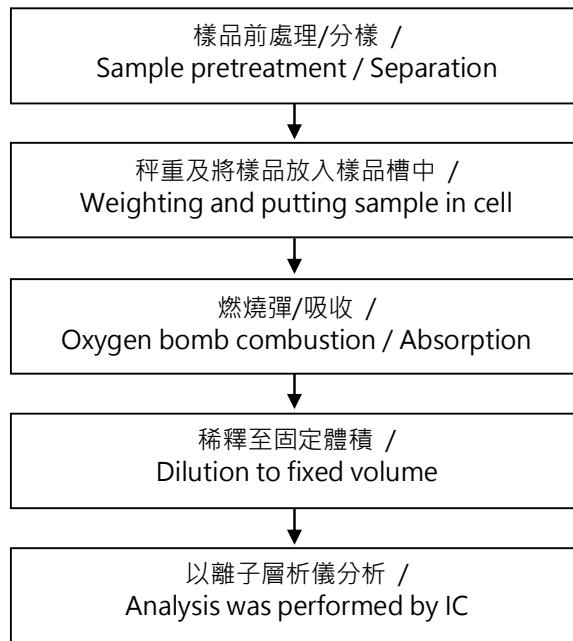 樣品前處理/分樣 /
Sample pretreatment / Separation
秤重及將樣品放入樣品槽中 /
Weighting and putting sample in cell
燃燒彈/吸收 /
Oxygen bomb combustion / Absorption
稀釋至固定體積 /
Dilution to fixed volume
以離子層析儀分析 /
Analysis was performed by IC